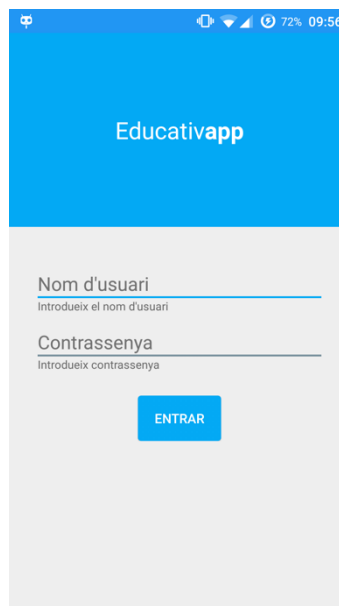 72% 09:56
Educativapp
Nom d'usuari
Introdueix el nom d'usuari
Contrassenya
Introdueix contrassenya
ENTRAR